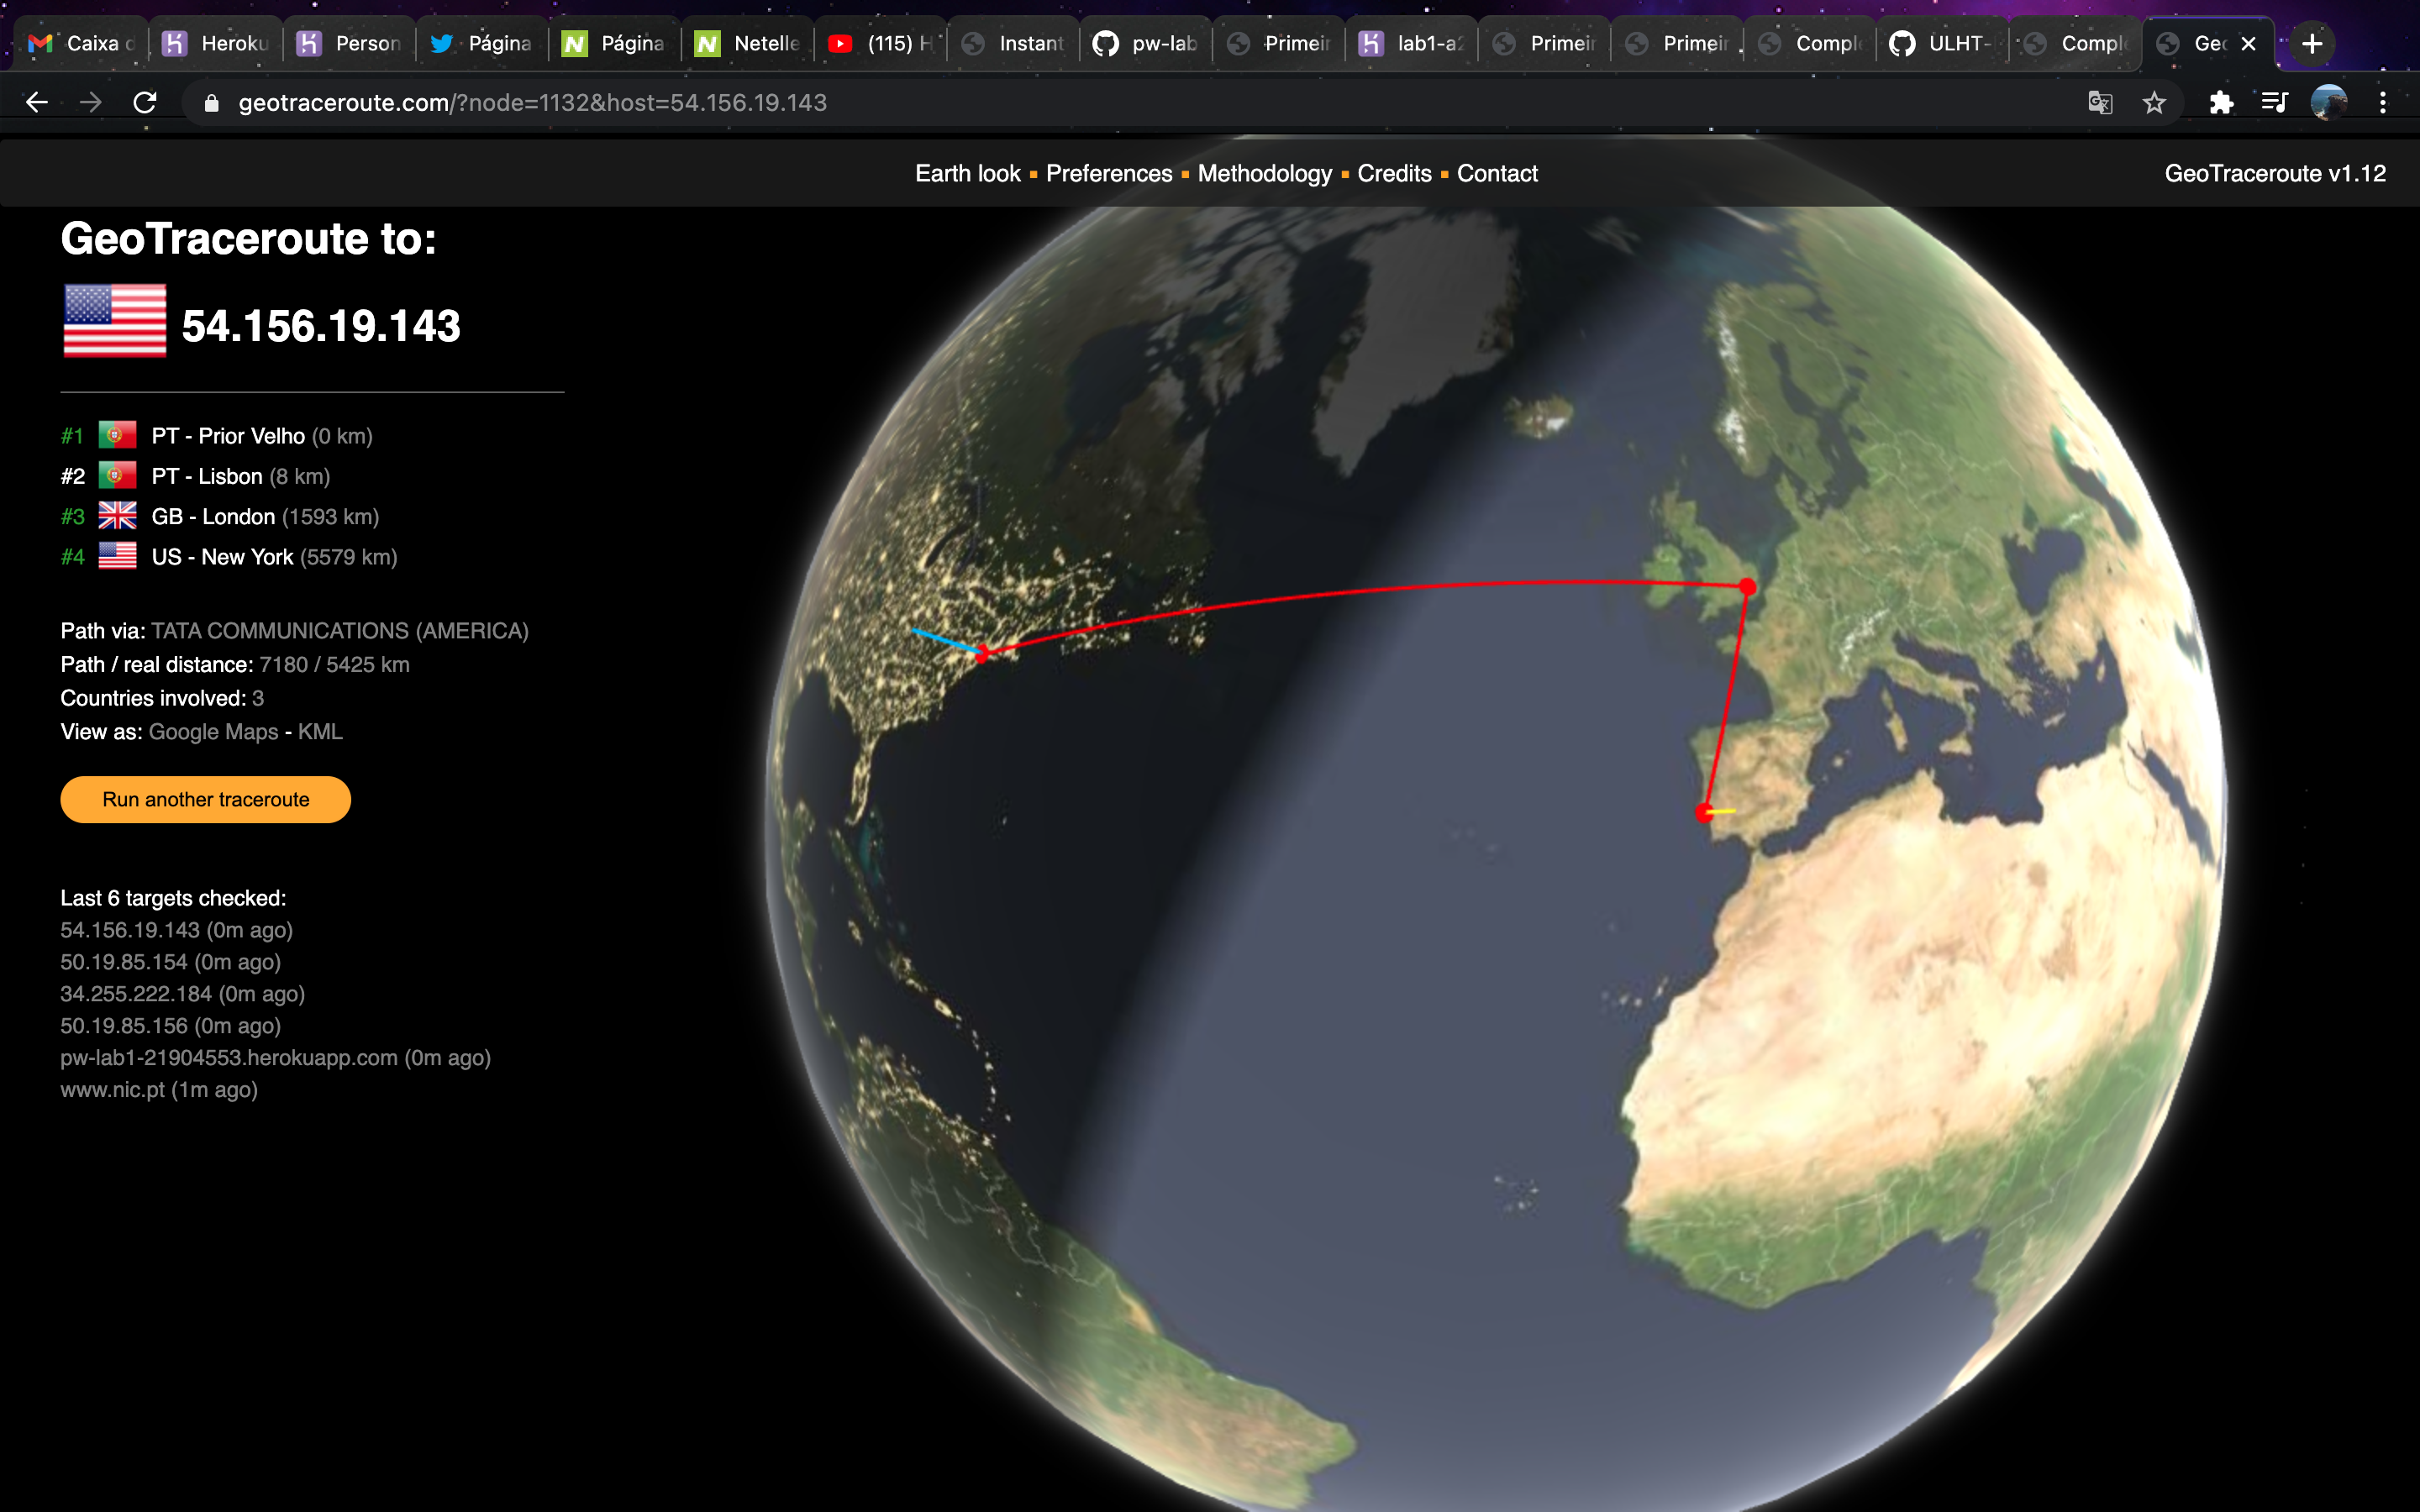 Caixa d
Heroku
Person
Página
Página
Netelle
(115) H
Instant
pw-lab
Primeir
lab1-a2
Primeir
Primeir
Comple
ULHT-
Comple
Geo
geotraceroute.com/?node=1132&host=54.156.19.143
Earth look ▪ Preferences ▪ Methodology ▪ Credits ▪ Contact
GeoTraceroute v1.12
GeoTraceroute to:
54.156.19.143
#1 PT - Prior Velho (0 km)
#2 PT - Lisbon (8 km)
#3 GB - London (1593 km)
#4 US - New York (5579 km)
Path via: TATA COMMUNICATIONS (AMERICA)
Path / real distance: 7180 / 5425 km
Countries involved: 3
View as: Google Maps - KML
Run another traceroute
Last 6 targets checked:
54.156.19.143 (0m ago)
50.19.85.154 (0m ago)
34.255.222.184 (0m ago)
50.19.85.156 (0m ago)
pw-lab1-21904553.herokuapp.com (0m ago)
www.nic.pt (1m ago)